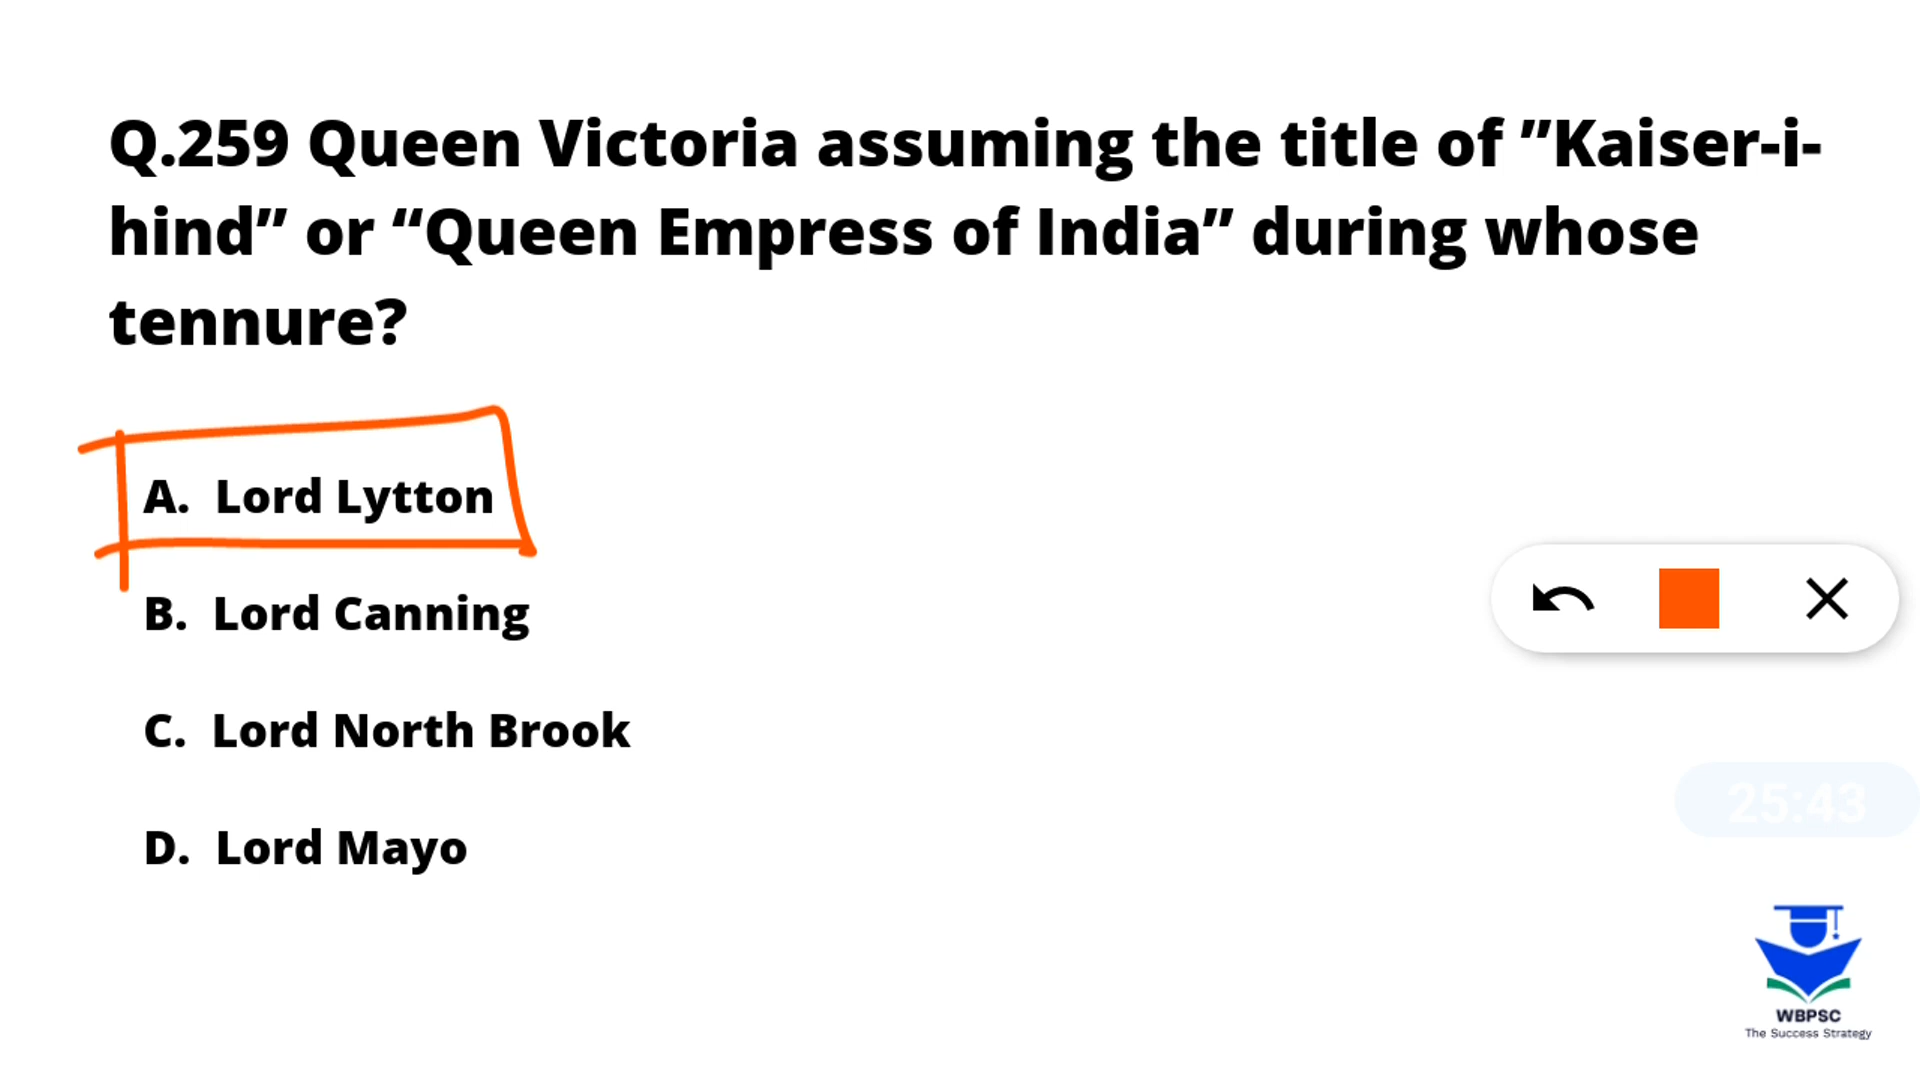 Q.259 Queen Victoria assuming the title of ”Kaiser-i-
hind” or “Queen Empress of India” during whose
tennure?
A. Lord Lytton
B. Lord Canning
C. Lord North Brook
D. Lord Mayo
25:43
WBPSC
The Success Strategy